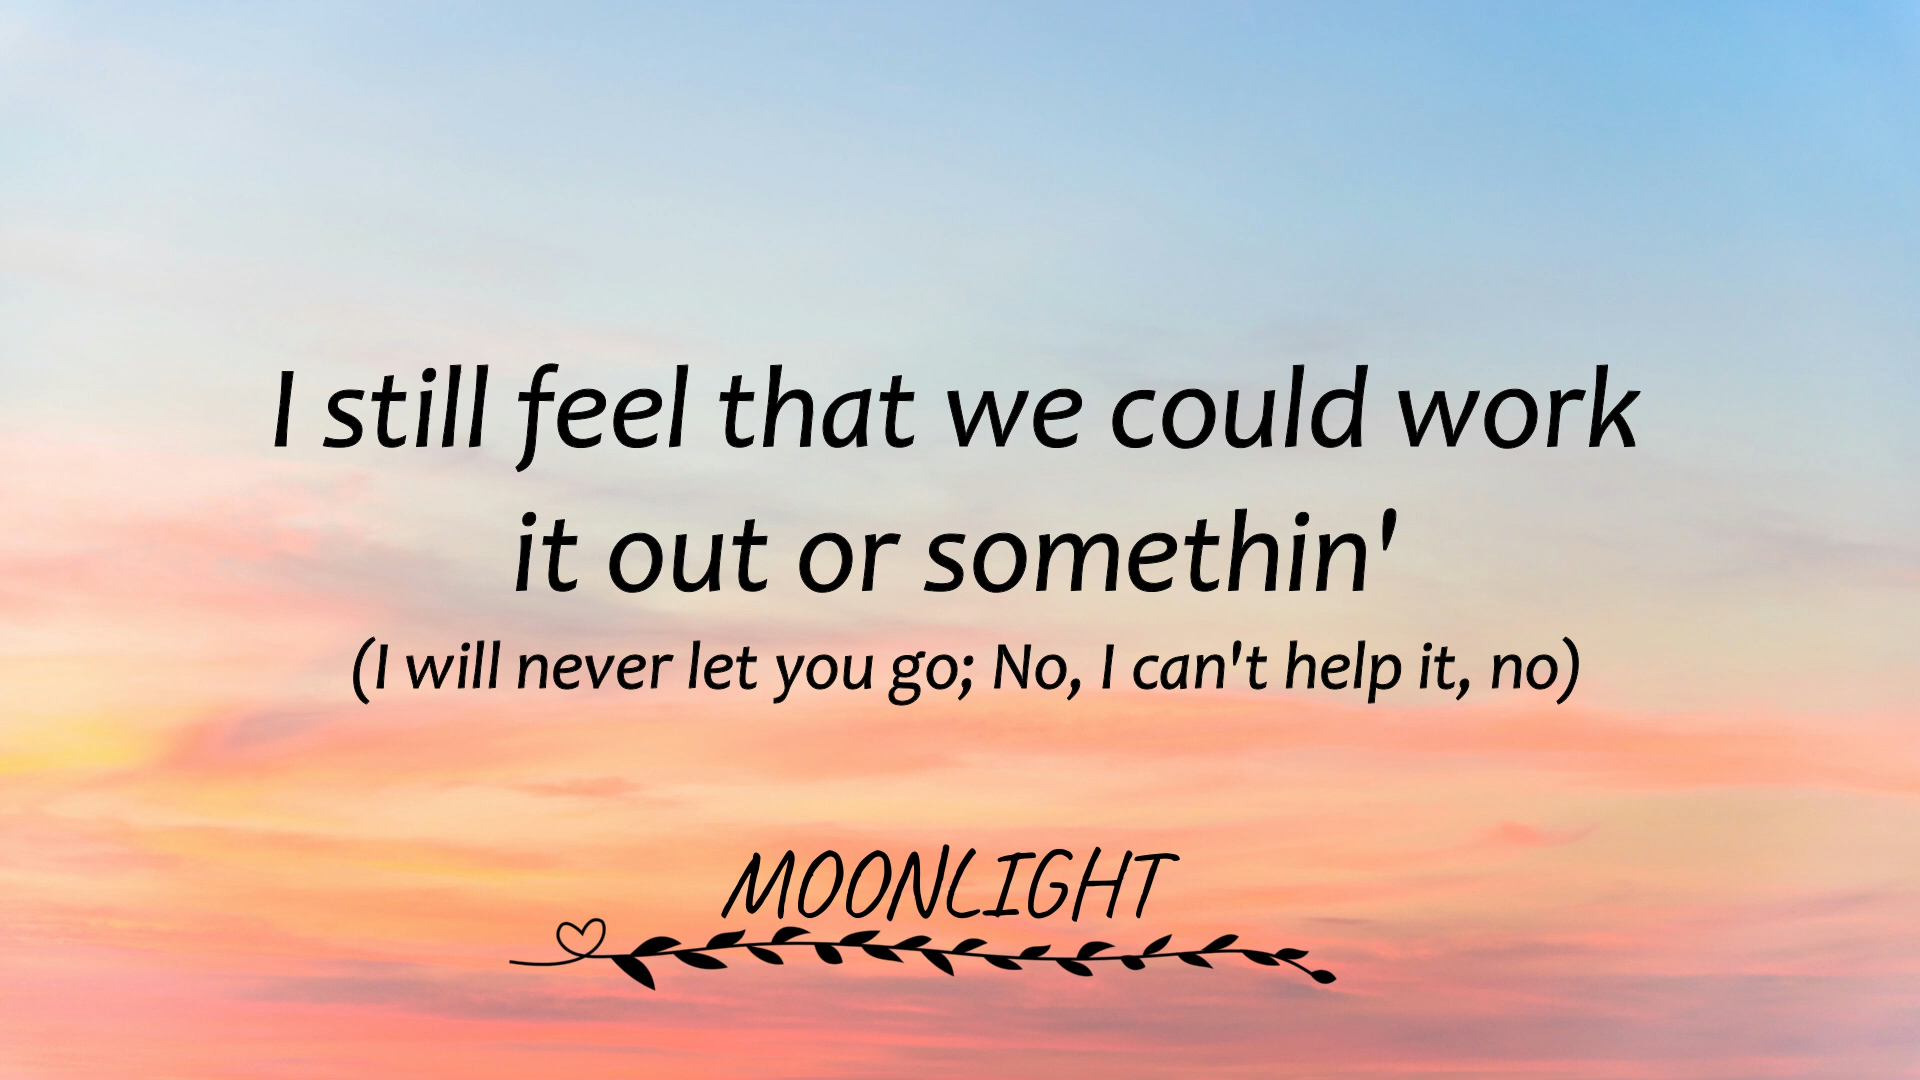 I still feel that we could work
it out or somethin'
(I will never let you go; No, I can't help it, no)
MOONLIGHT